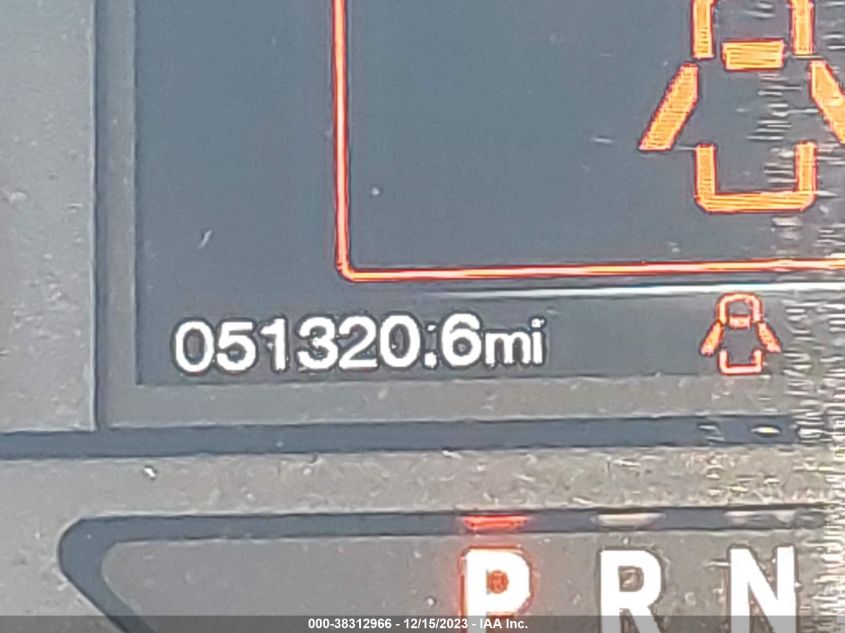 051320.6mi
P R N
000-38312966 - 12/15/2023 - IAA Inc.